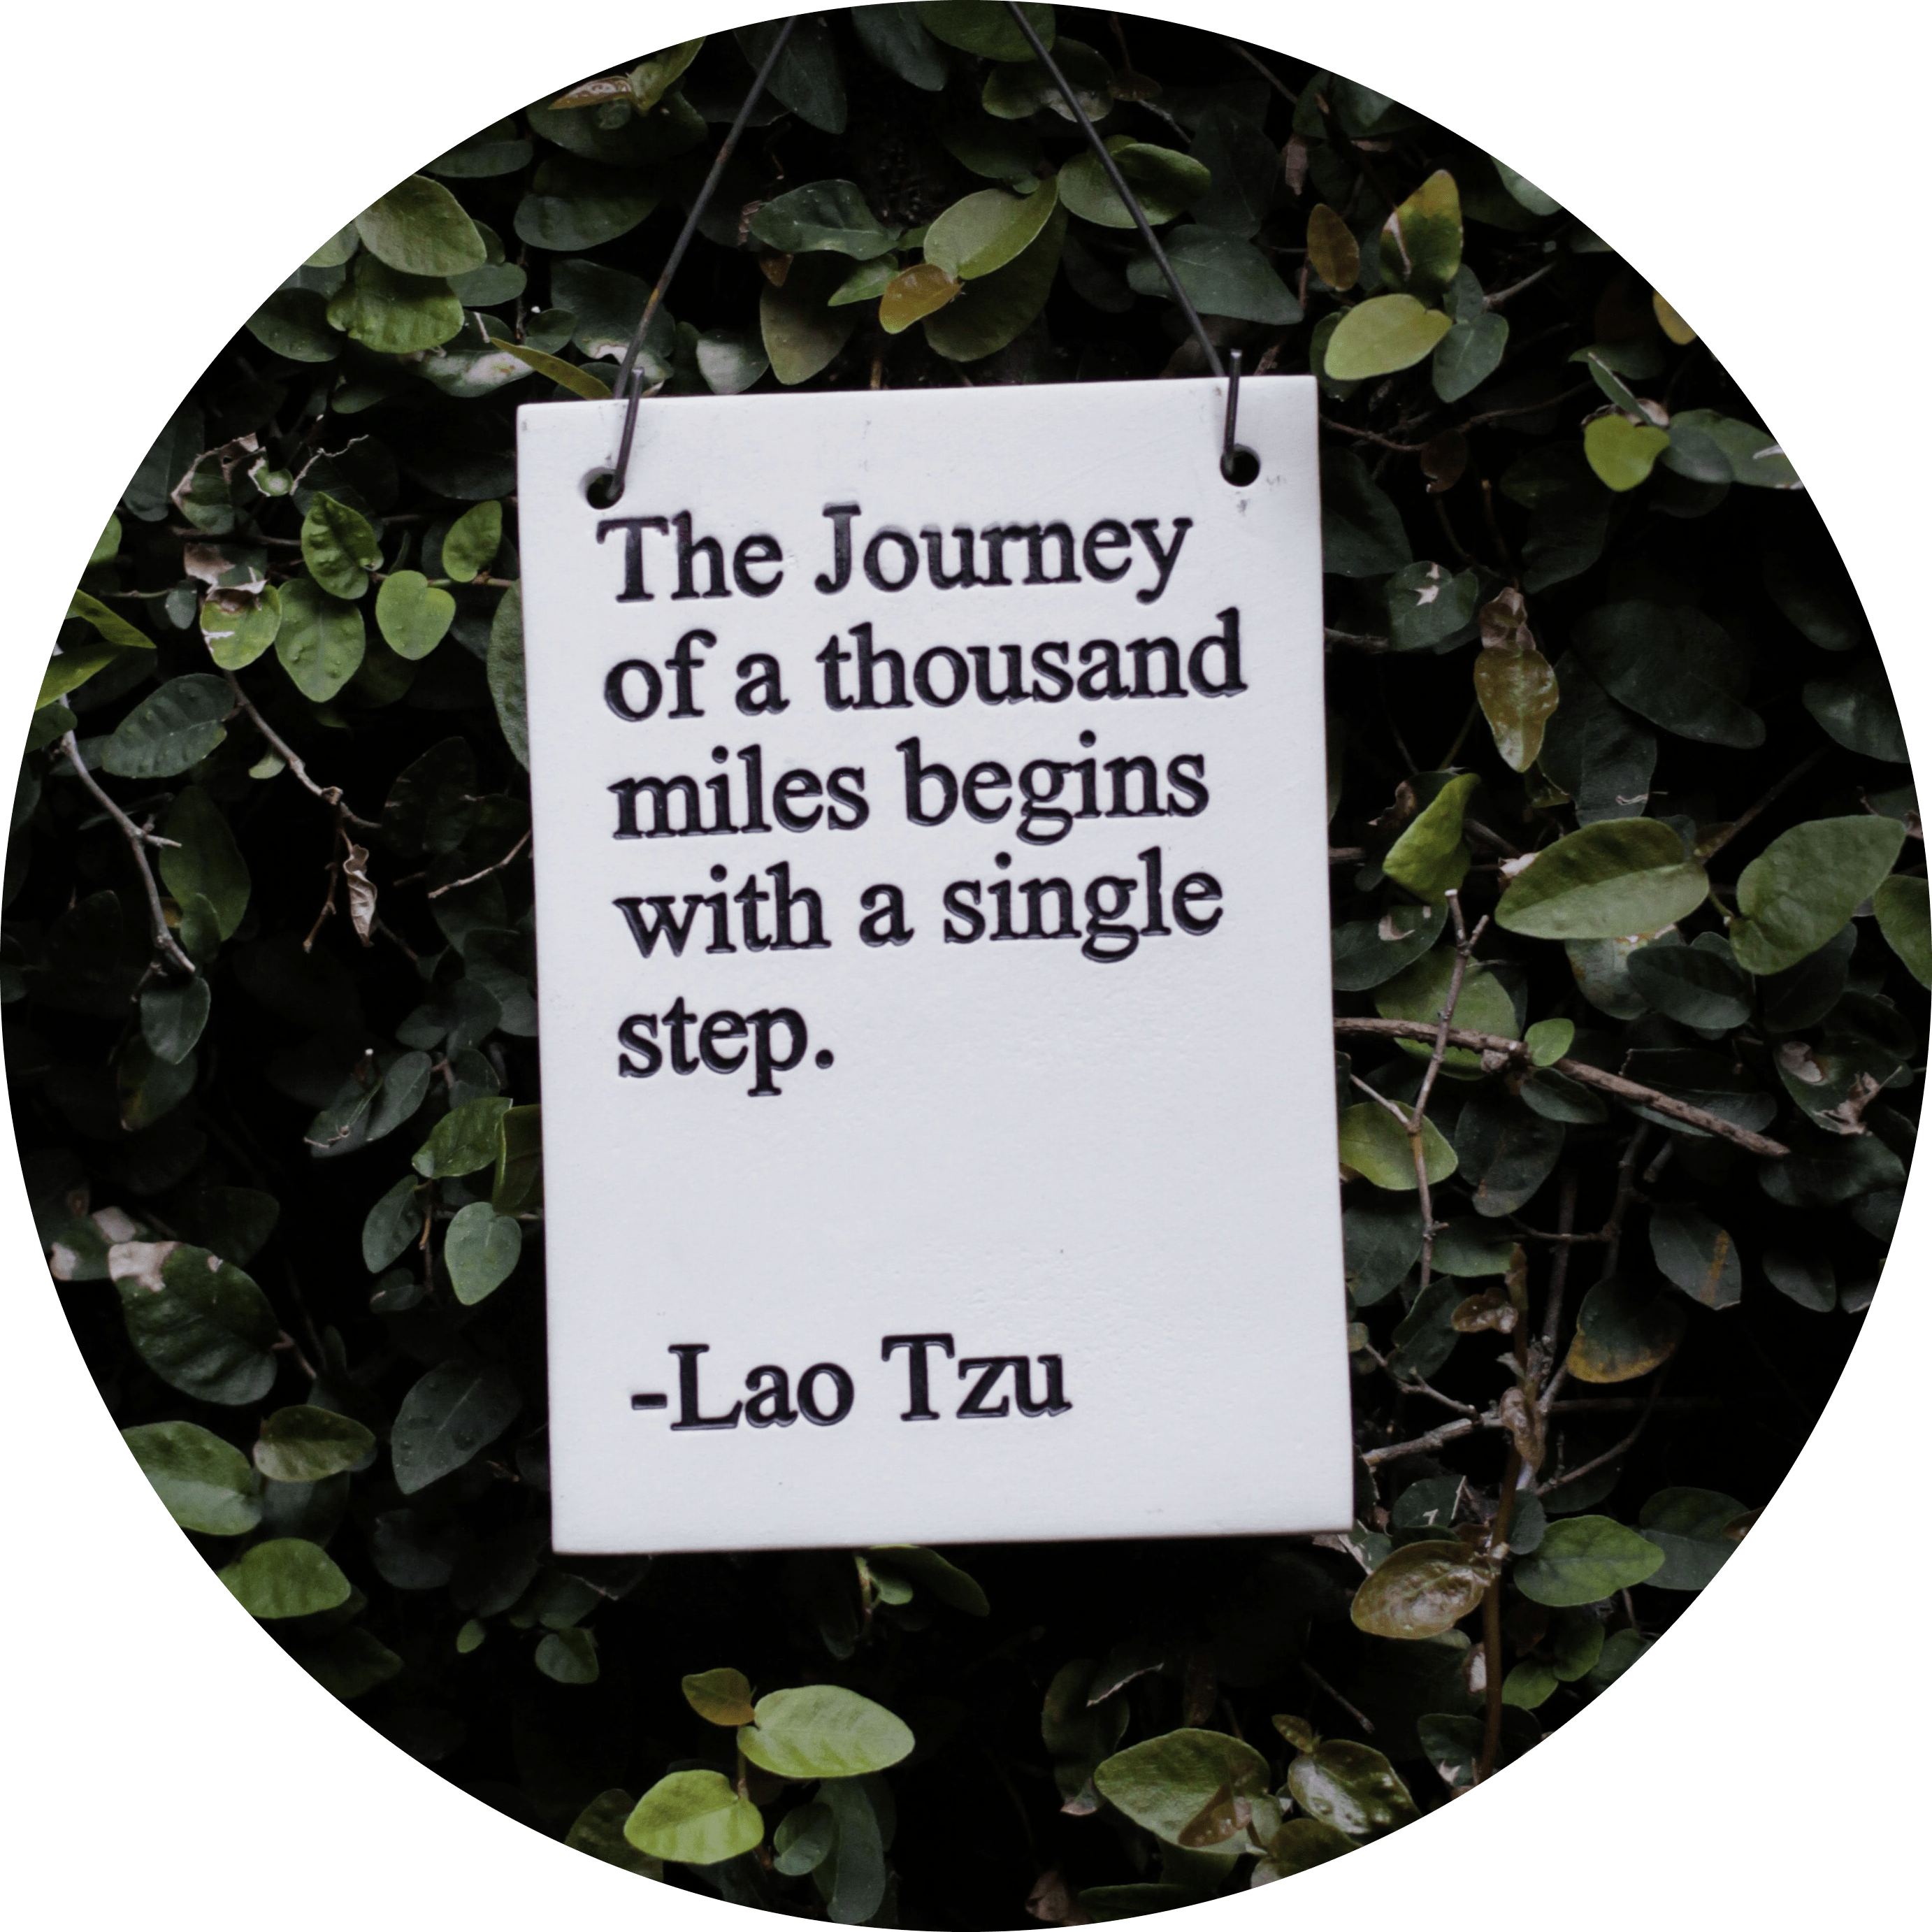 The Journey
of a thousand
miles begins
with a single
step.
-Lao Tzu